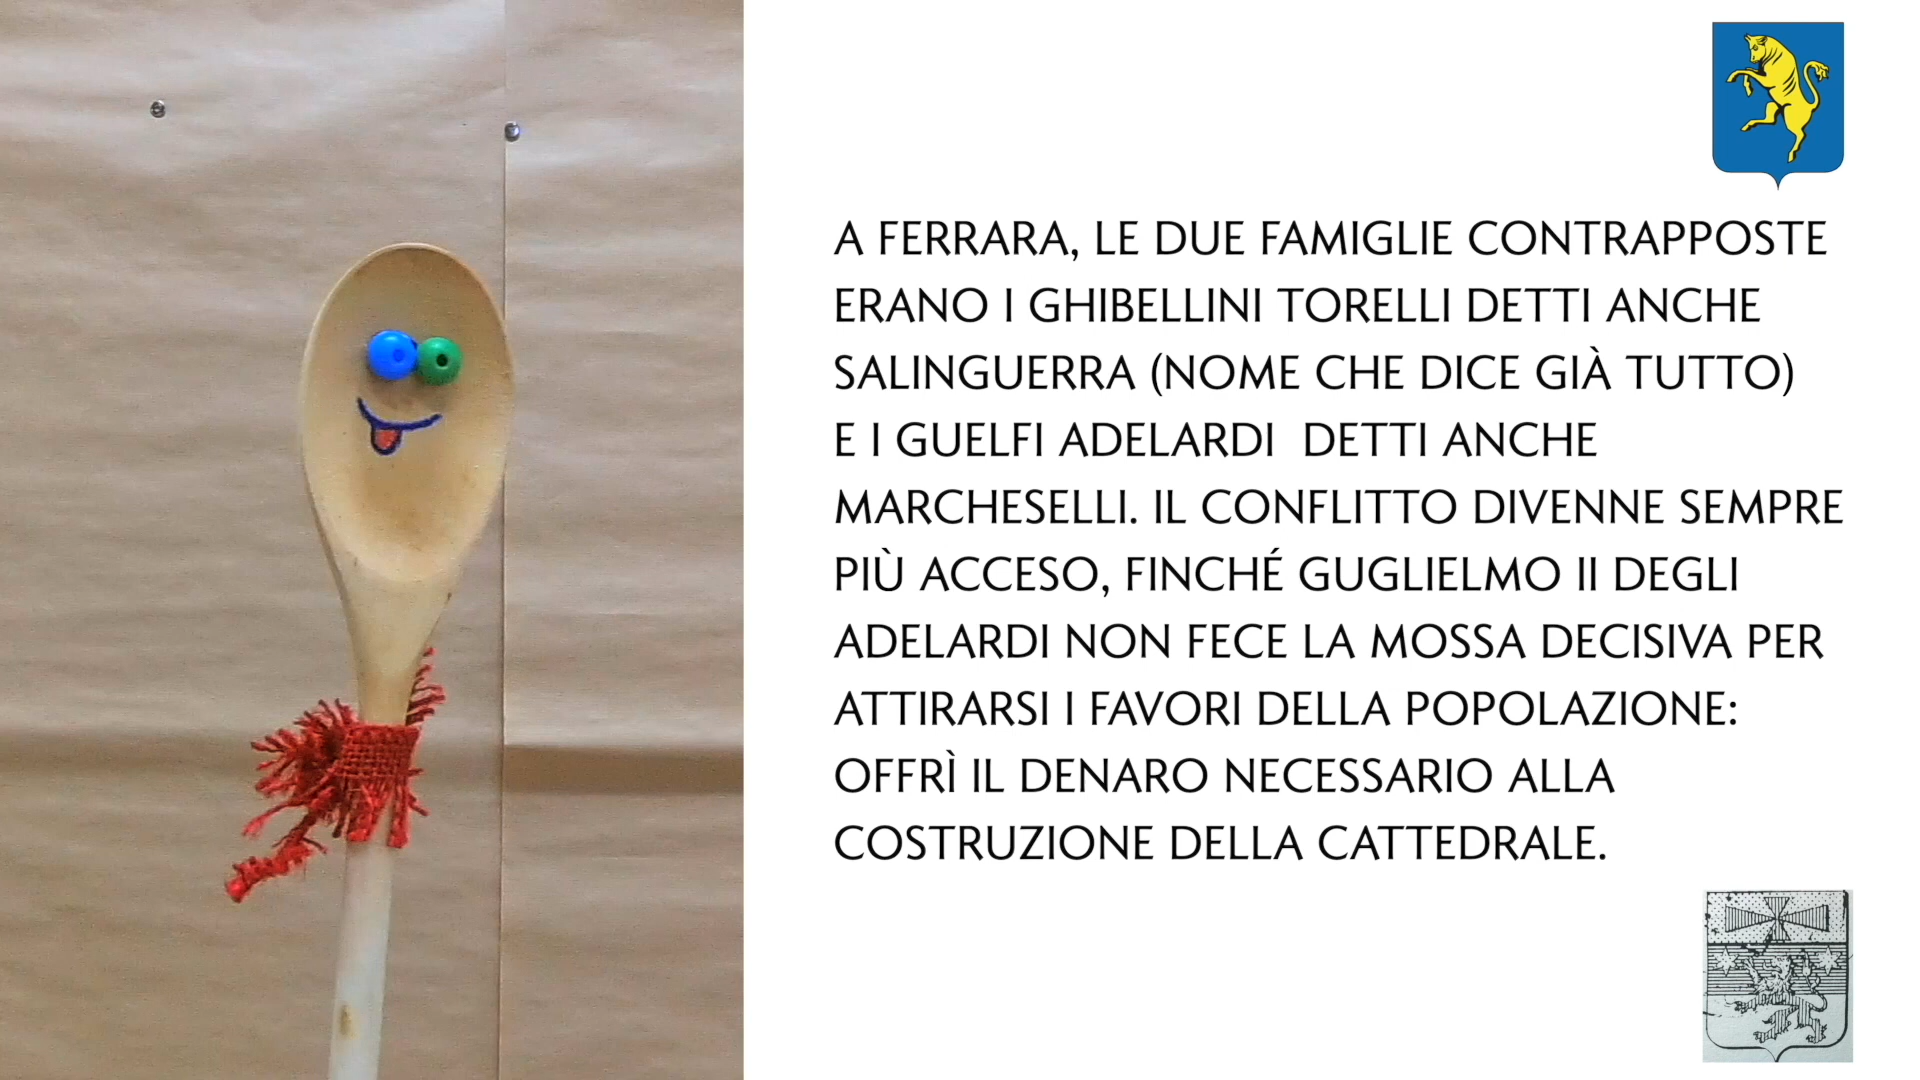 A FERRARA, LE DUE FAMIGLIE CONTRAPPOSTE
ERANO I GHIBELLINI TORELLI DETTI ANCHE
SALINGUERRA (NOME CHE DICE GIÀ TUTTO)
E I GUELFI ADELARDI  DETTI ANCHE
MARCHESELLI. IL CONFLITTO DIVENNE SEMPRE
PIÙ ACCESO, FINCHÉ GUGLIELMO II DEGLI
ADELARDI NON FECE LA MOSSA DECISIVA PER
ATTIRARSI I FAVORI DELLA POPOLAZIONE:
OFFRÌ IL DENARO NECESSARIO ALLA
COSTRUZIONE DELLA CATTEDRALE.